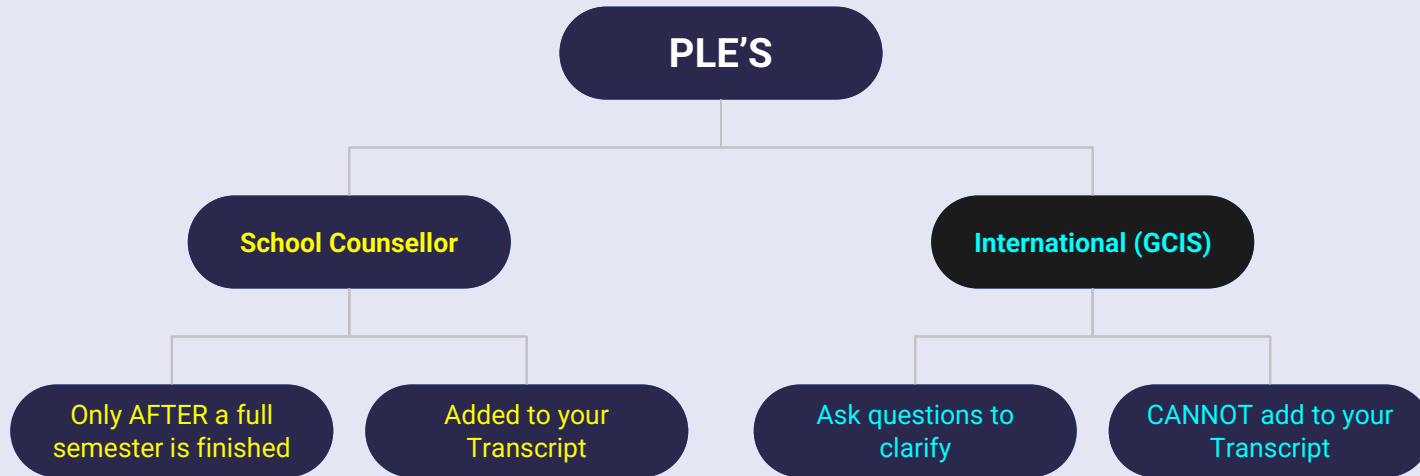 PLE’S
School Counsellor
International (GCIS)
Only AFTER a full
semester is finished
Added to your
Transcript
Ask questions to
clarify
CANNOT add to your
Transcript